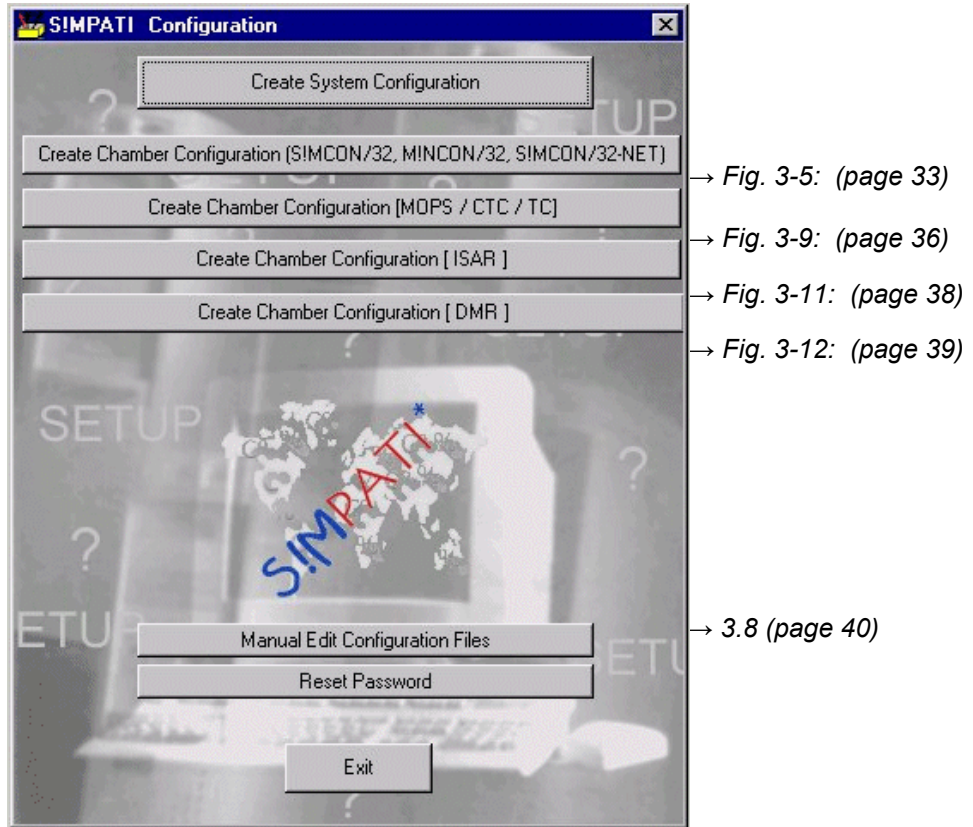 S!MPATI Configuration
Create System Configuration
?
TUP
Create Chamber Configuration (S!MCON/32, M!NCON/32, S!MCON/32-NET)
→ Fig. 3-5: (page 33)
Create Chamber Configuration [MOPS / CTC / TC]
→ Fig. 3-9: (page 36)
Create Chamber Configuration [ ISAR ]
→ Fig. 3-11: (page 38)
Create Chamber Configuration [ DMR ]
→ Fig. 3-12: (page 39)
?
SETUP
S!MPATI*
?
?
ETU
Manual Edit Configuration Files
→ 3.8 (page 40)
ETU
Reset Password
Exit
?